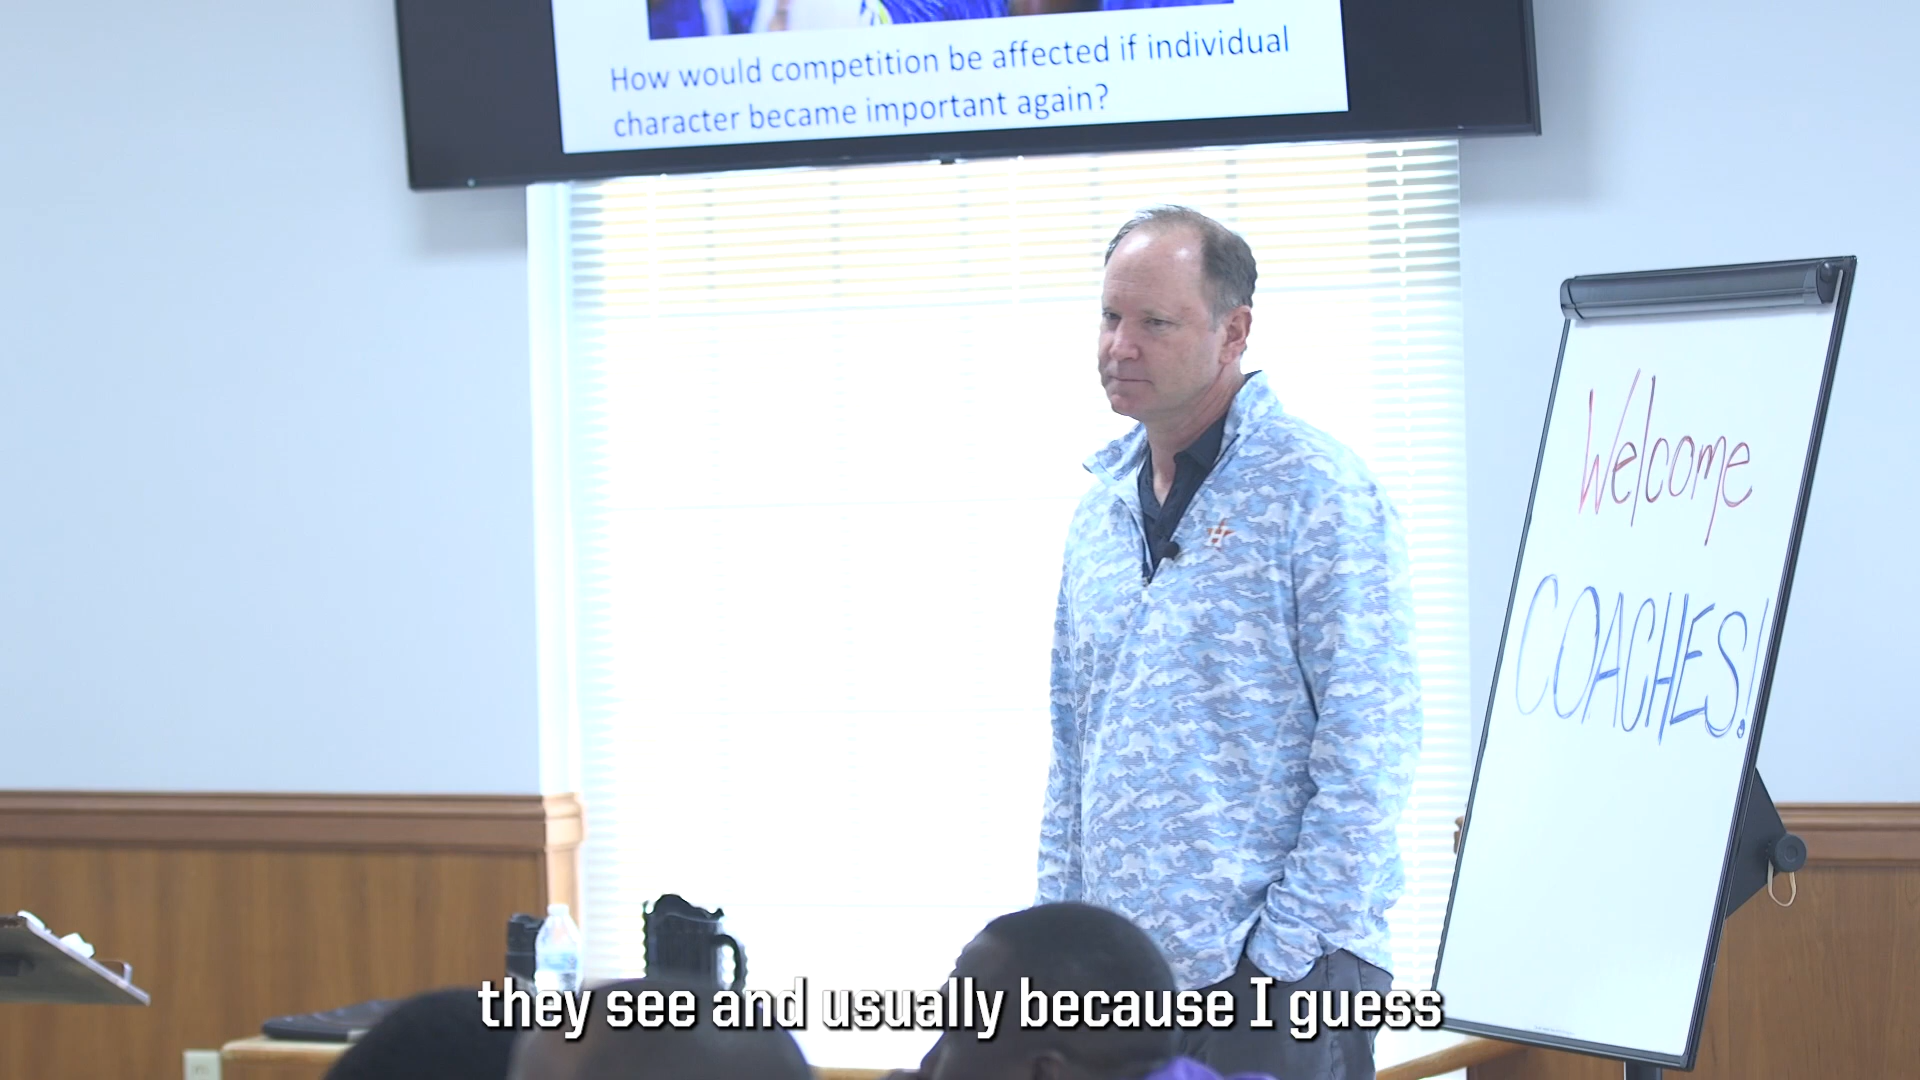 How would competition be affected if individual
character became important again?
H
Welcome
COACHES!
they see and usually because I guess